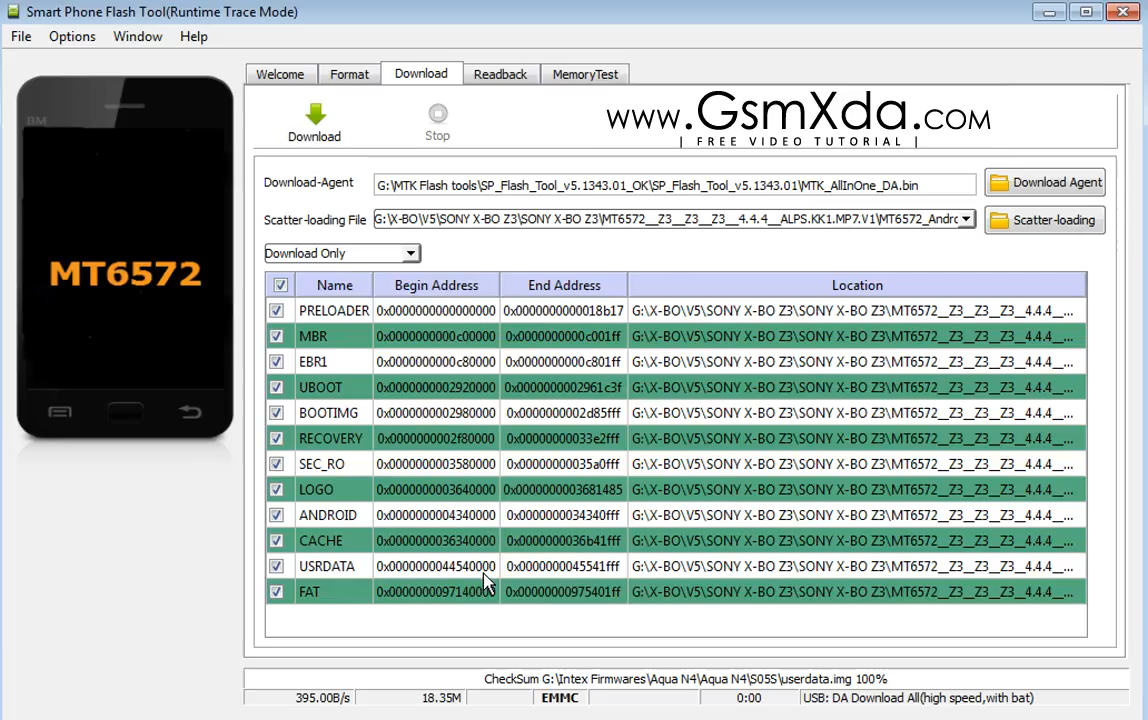 Smart Phone Flash Tool(Runtime Trace Mode)
File Options Window Help
Welcome Format Download Readback MemoryTest
BM
MT6572
Download Stop
www.GsmXda.com
| FREE VIDEO TUTORIAL |
Download-Agent G:\MTK Flash tools\SP_Flash_Tool_v5.1343.01_OK\SP_Flash_Tool_v5.1343.01\MTK_AllInOne_DA.bin Download Agent
Scatter-loading File G:\X-BO\V5\SONY X-BO Z3\SONY X-BO Z3\MT6572__Z3__Z3__Z3__4.4.4__ALPS.KK1.MP7.V1\MT6572_Andro Scatter-loading
Download Only
Name Begin Address End Address Location
PRELOADER 0x0000000000000000 0x0000000000018b17 G:\X-BO\V5\SONY X-BO Z3\SONY X-BO Z3\MT6572__Z3__Z3__Z3__4.4.4__...
MBR 0x0000000000c00000 0x0000000000c001ff G:\X-BO\V5\SONY X-BO Z3\SONY X-BO Z3\MT6572__Z3__Z3__Z3__4.4.4__...
EBR1 0x0000000000c80000 0x0000000000c801ff G:\X-BO\V5\SONY X-BO Z3\SONY X-BO Z3\MT6572__Z3__Z3__Z3__4.4.4__...
UBOOT 0x0000000002920000 0x0000000002961c3f G:\X-BO\V5\SONY X-BO Z3\SONY X-BO Z3\MT6572__Z3__Z3__Z3__4.4.4__...
BOOTIMG 0x0000000002980000 0x0000000002d85fff G:\X-BO\V5\SONY X-BO Z3\SONY X-BO Z3\MT6572__Z3__Z3__Z3__4.4.4__...
RECOVERY 0x0000000002f80000 0x00000000033e2fff G:\X-BO\V5\SONY X-BO Z3\SONY X-BO Z3\MT6572__Z3__Z3__Z3__4.4.4__...
SEC_RO 0x0000000003580000 0x00000000035a0fff G:\X-BO\V5\SONY X-BO Z3\SONY X-BO Z3\MT6572__Z3__Z3__Z3__4.4.4__...
LOGO 0x0000000003640000 0x0000000003681485 G:\X-BO\V5\SONY X-BO Z3\SONY X-BO Z3\MT6572__Z3__Z3__Z3__4.4.4__...
ANDROID 0x0000000004340000 0x0000000034340fff G:\X-BO\V5\SONY X-BO Z3\SONY X-BO Z3\MT6572__Z3__Z3__Z3__4.4.4__...
CACHE 0x0000000036340000 0x0000000036b41fff G:\X-BO\V5\SONY X-BO Z3\SONY X-BO Z3\MT6572__Z3__Z3__Z3__4.4.4__...
USRDATA 0x0000000044540000 0x0000000045541fff G:\X-BO\V5\SONY X-BO Z3\SONY X-BO Z3\MT6572__Z3__Z3__Z3__4.4.4__...
FAT 0x0000000097140000 0x00000000975401ff G:\X-BO\V5\SONY X-BO Z3\SONY X-BO Z3\MT6572__Z3__Z3__Z3__4.4.4__...
CheckSum G:\Intex Firmwares\Aqua N4\Aqua N4\S05S\userdata.img 100%
395.00B/s 18.35M EMMC 0:00 USB: DA Download All(high speed,with bat)